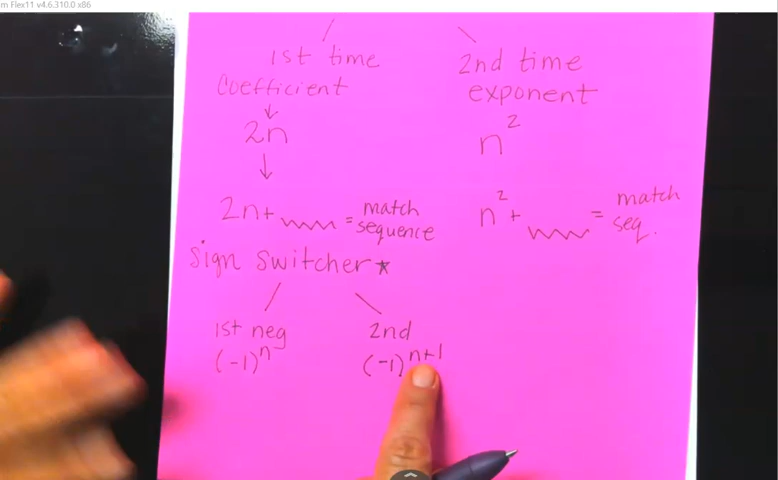 m Flex11 v4.6.310.0 x86
1st time
coefficient
2n
2n+ = match sequence
2nd time
exponent
n²
n² + = match seq.
sign switcher*
1st neg
(-1)ⁿ
2nd
(-1)ⁿ⁺¹